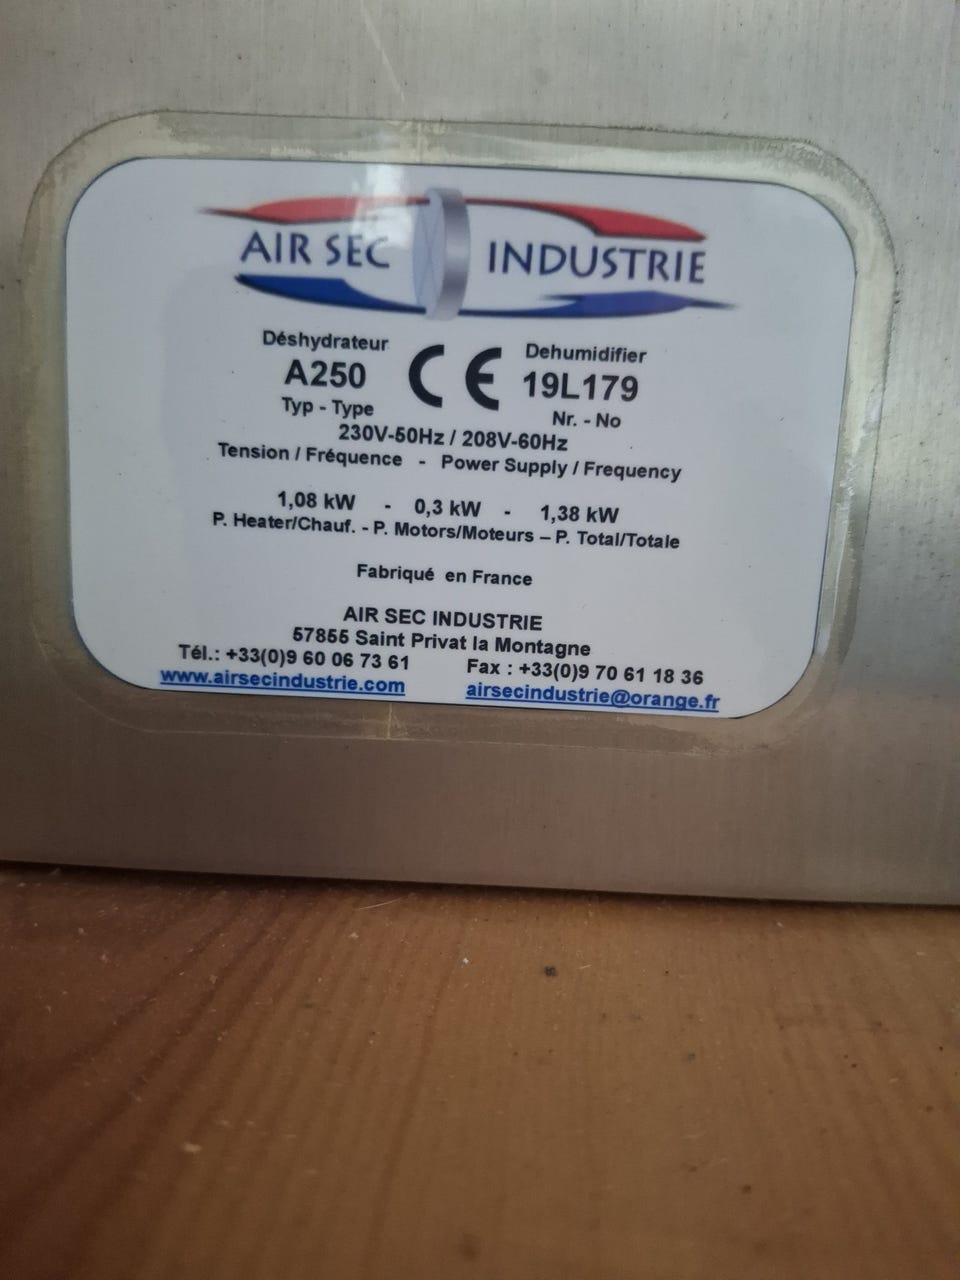 AIR SEC INDUSTRIE
Déshydrateur Dehumidifier
A250 CE 19L179
Typ - Type Nr. - No
230V-50Hz / 208V-60Hz
Tension / Fréquence - Power Supply / Frequency
1,08 kW - 0,3 kW - 1,38 kW
P. Heater/Chauf. - P. Motors/Moteurs – P. Total/Totale
Fabriqué en France
AIR SEC INDUSTRIE
57855 Saint Privat la Montagne
Tél.: +33(0)9 60 06 73 61 Fax : +33(0)9 70 61 18 36
www.airsecindustrie.com airsecindustrie@orange.fr